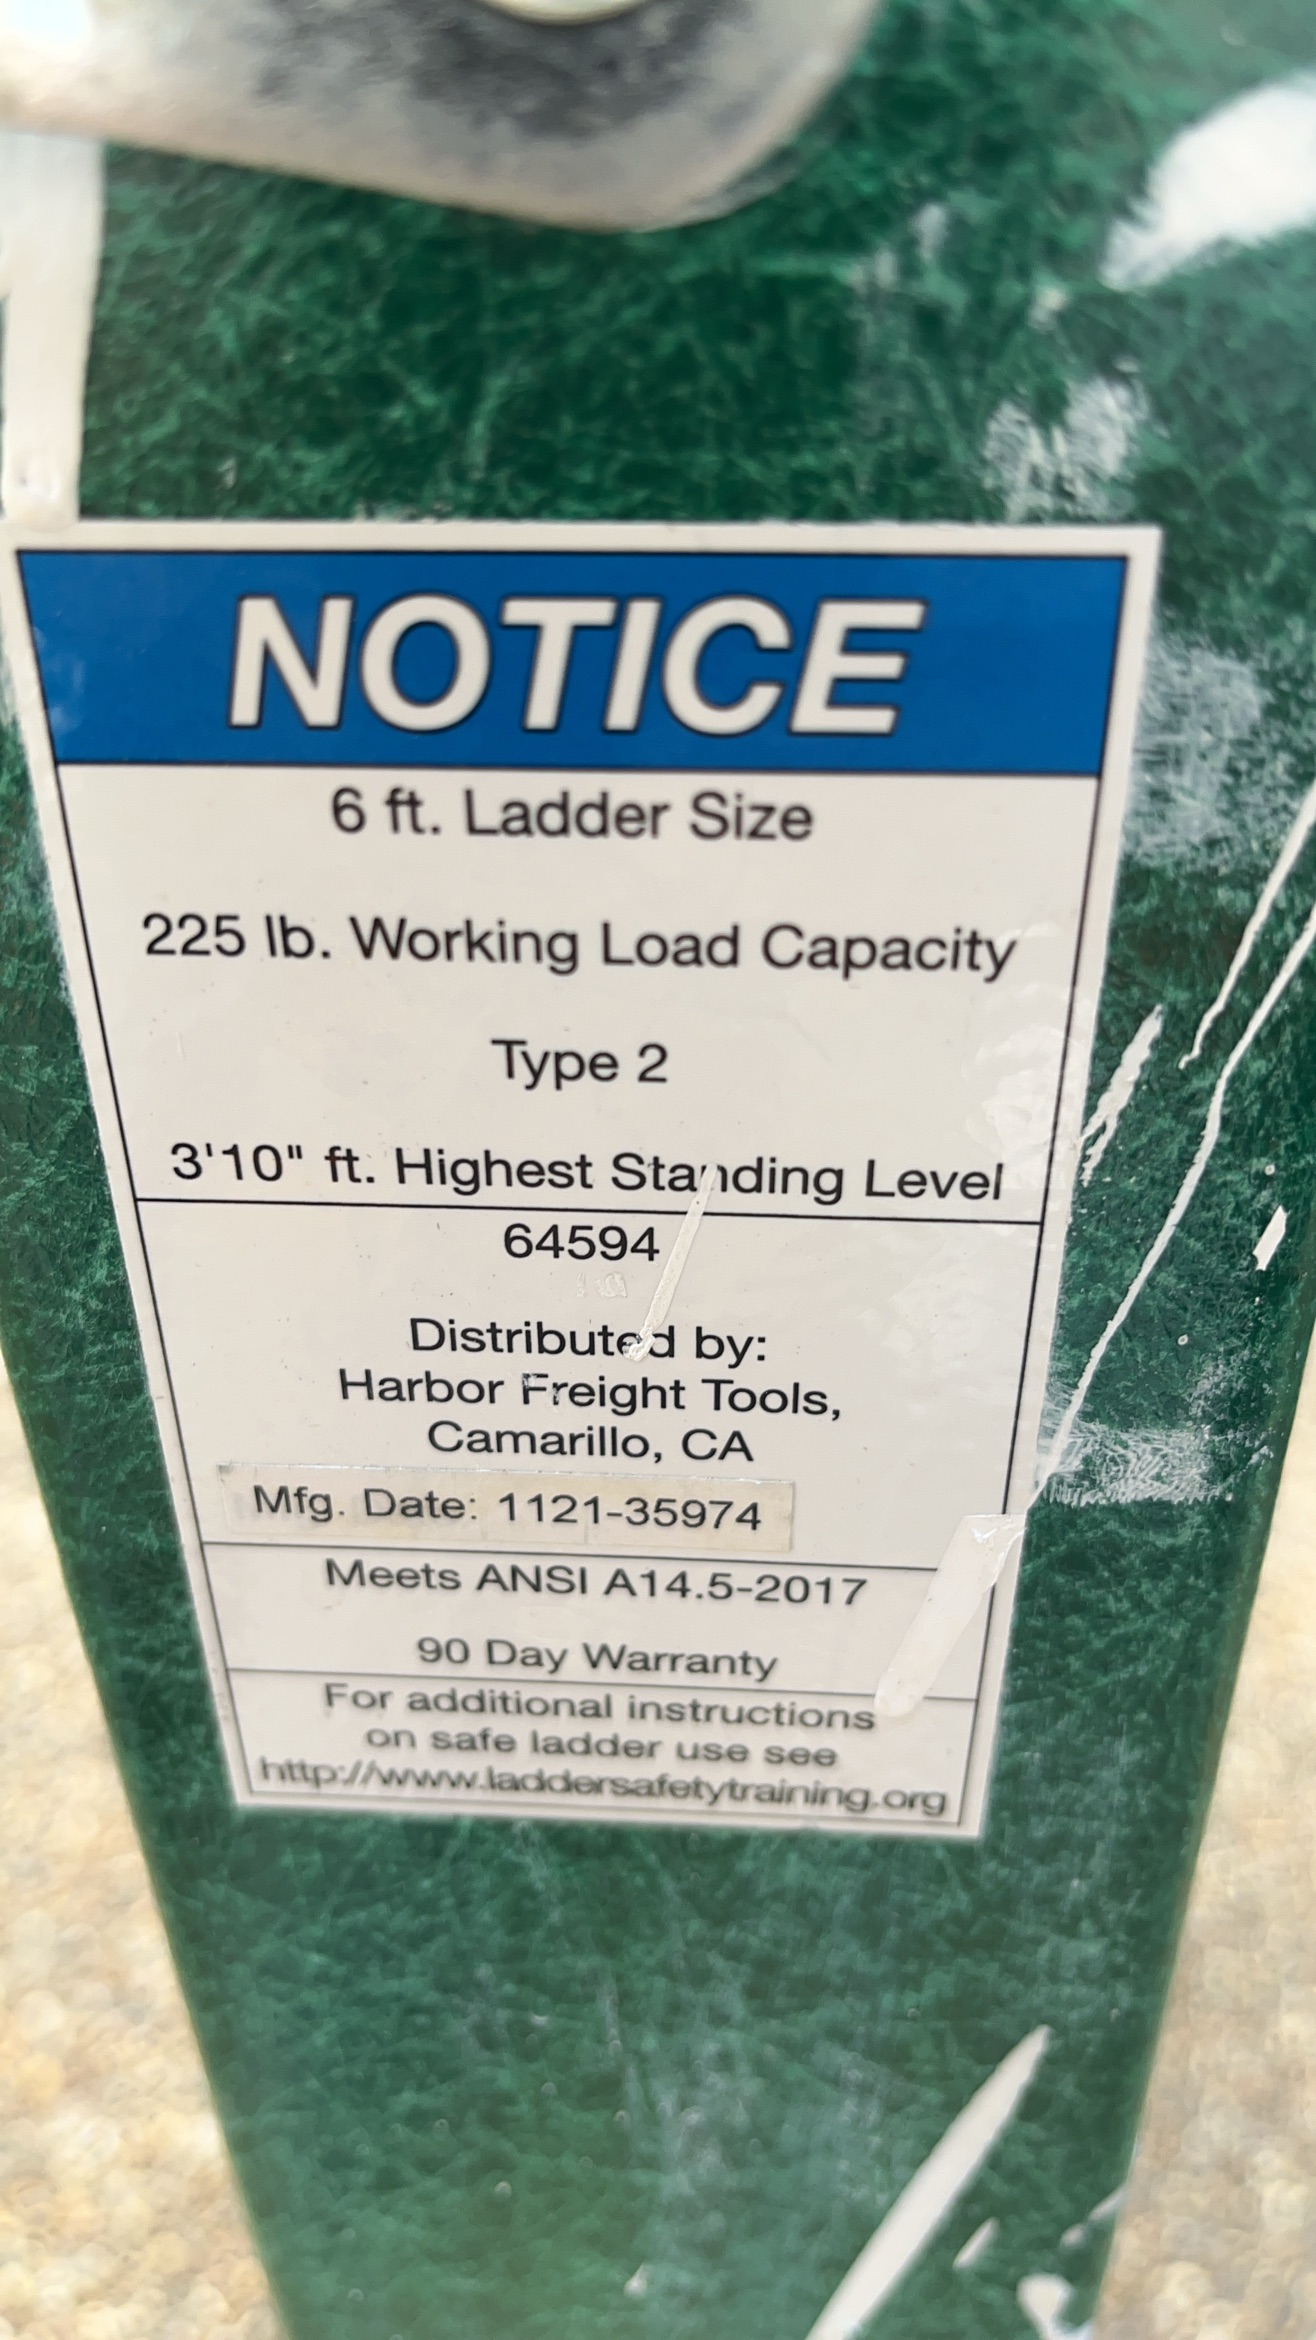 NOTICE
6 ft. Ladder Size
225 lb. Working Load Capacity
Type 2
3'10" ft. Highest Standing Level
64594
Distributed by:
Harbor Freight Tools,
Camarillo, CA
Mfg. Date: 1121-35974
Meets ANSI A14.5-2017
90 Day Warranty
For additional instructions
on safe ladder use see
http://www.laddersafetytraining.org